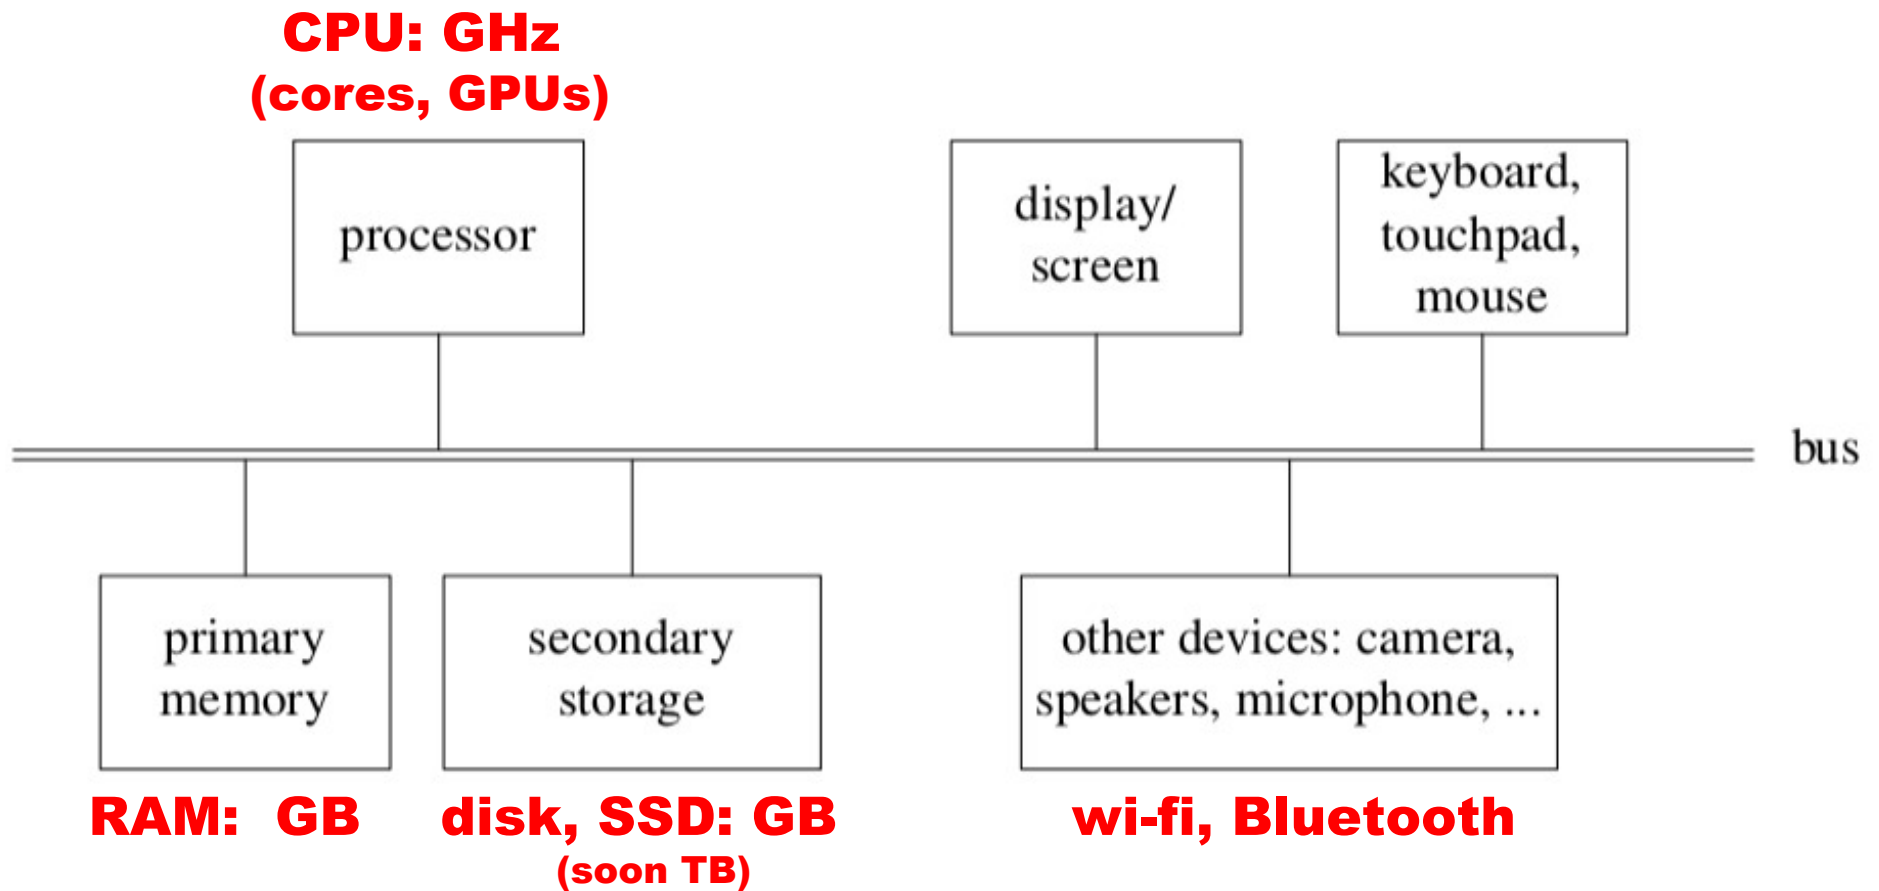 CPU: GHz
(cores, GPUs)
processor
display/
screen
keyboard,
touchpad,
mouse
bus
primary
memory
secondary
storage
other devices: camera,
speakers, microphone, ...
RAM: GB
disk, SSD: GB
(soon TB)
wi-fi, Bluetooth